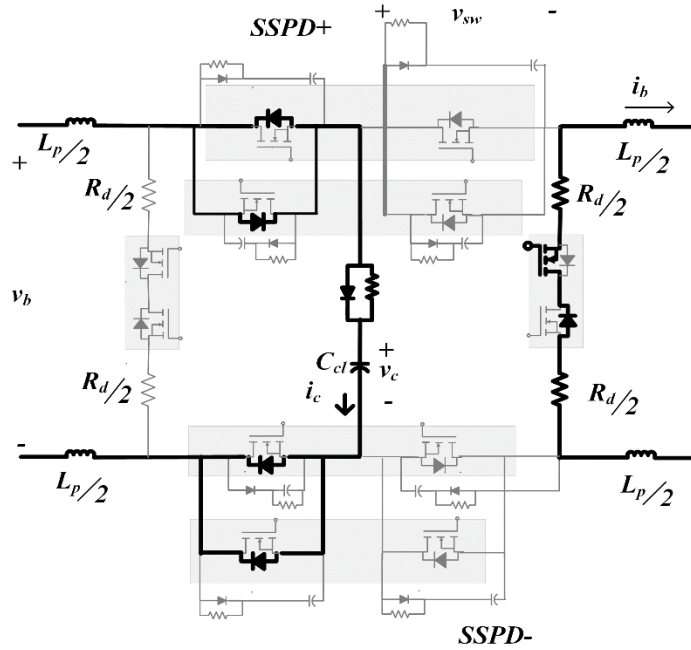 SSPD+
+ v_sw -
i_b
L_p/2
L_p/2
+
R_d/2
R_d/2
v_b
C_cl
+
v_c
-
i_c
R_d/2
R_d/2
-
L_p/2
L_p/2
SSPD-